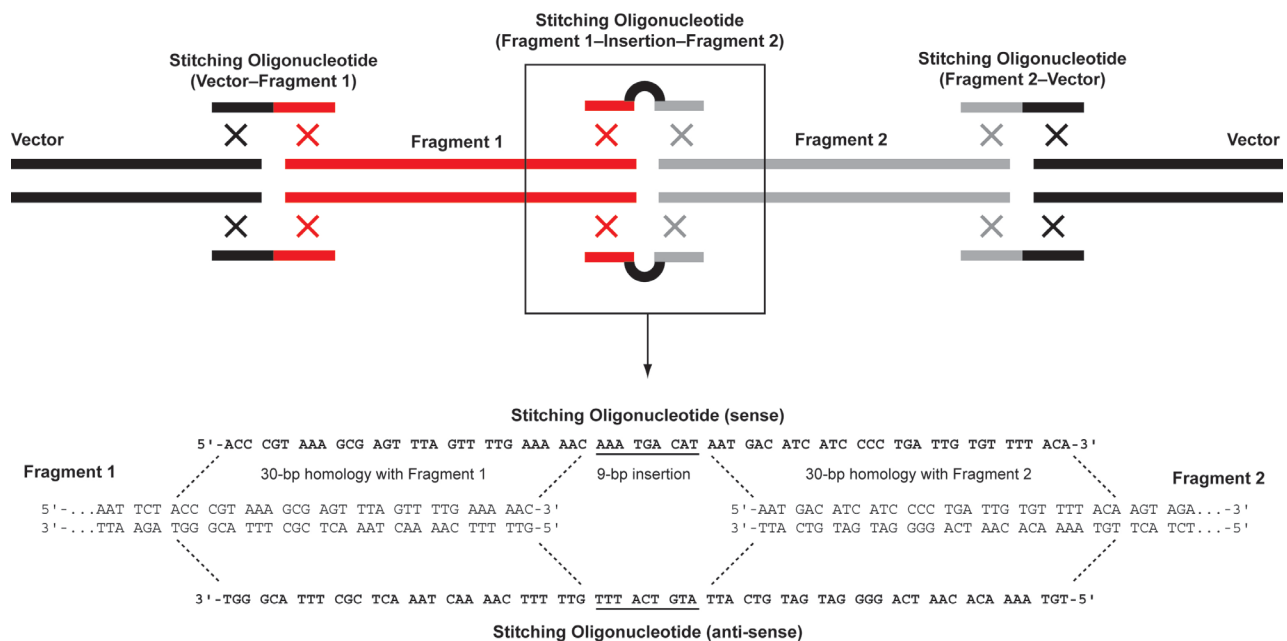 Stitching Oligonucleotide
(Fragment 1–Insertion–Fragment 2)
Stitching Oligonucleotide
(Vector–Fragment 1)
Stitching Oligonucleotide
(Fragment 2–Vector)
Vector
Fragment 1
Fragment 2
Vector
Stitching Oligonucleotide (sense)
5'-ACC CGT AAA GCG AGT TTA GTT TTG AAA AAC AAA TGA CAT AAT GAC ATC ATC CCC TGA TTG TGT TTT ACA-3'
Fragment 1
30-bp homology with Fragment 1
9-bp insertion
30-bp homology with Fragment 2
Fragment 2
5'-...AAT TCT ACC CGT AAA GCG AGT TTA GTT TTG AAA AAC-3'
5'-AAT GAC ATC ATC CCC TGA TTG TGT TTT ACA AGT AGA...-3'
3'-...TTA AGA TGG GCA TTT CGC TCA AAT CAA AAC TTT TTG-5'
3'-TTA CTG TAG TAG GGG ACT AAC ACA AAA TGT TCA TCT...-5'
3'-TGG GCA TTT CGC TCA AAT CAA AAC TTT TTG TTT ACT GTA TTA CTG TAG TAG GGG ACT AAC ACA AAA TGT-5'
Stitching Oligonucleotide (anti-sense)